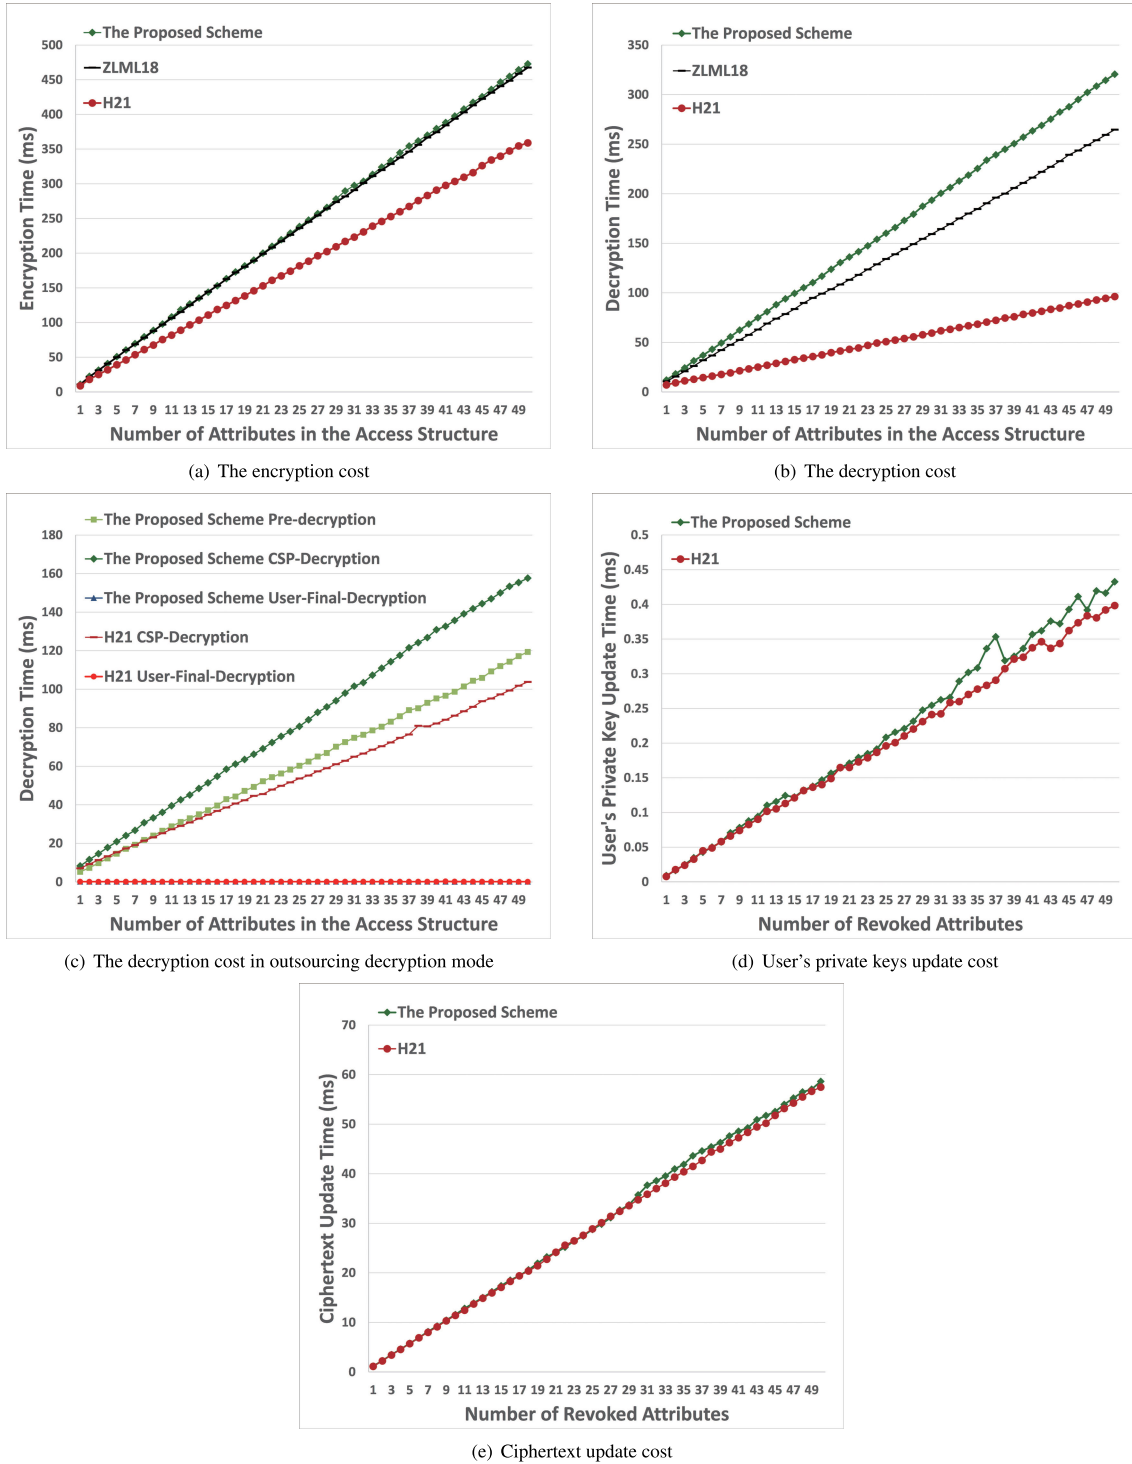 The Proposed Scheme
ZLML18
H21
500
450
400
350
300
250
200
150
100
50
0
Encryption Time (ms)
1 3 5 7 9 11 13 15 17 19 21 23 25 27 29 31 33 35 37 39 41 43 45 47 49
Number of Attributes in the Access Structure
(a) The encryption cost
The Proposed Scheme
ZLML18
H21
350
300
250
200
150
100
50
0
Decryption Time (ms)
1 3 5 7 9 11 13 15 17 19 21 23 25 27 29 31 33 35 37 39 41 43 45 47 49
Number of Attributes in the Access Structure
(b) The decryption cost
The Proposed Scheme Pre-decryption
The Proposed Scheme CSP-Decryption
The Proposed Scheme User-Final-Decryption
H21 CSP-Decryption
H21 User-Final-Decryption
180
160
140
120
100
80
60
40
20
0
Decryption Time (ms)
1 3 5 7 9 11 13 15 17 19 21 23 25 27 29 31 33 35 37 39 41 43 45 47 49
Number of Attributes in the Access Structure
(c) The decryption cost in outsourcing decryption mode
The Proposed Scheme
H21
0.5
0.45
0.4
0.35
0.3
0.25
0.2
0.15
0.1
0.05
0
User's Private Key Update Time (ms)
1 3 5 7 9 11 13 15 17 19 21 23 25 27 29 31 33 35 37 39 41 43 45 47 49
Number of Revoked Attributes
(d) User’s private keys update cost
The Proposed Scheme
H21
70
60
50
40
30
20
10
0
Ciphertext Update Time (ms)
1 3 5 7 9 11 13 15 17 19 21 23 25 27 29 31 33 35 37 39 41 43 45 47 49
Number of Revoked Attributes
(e) Ciphertext update cost